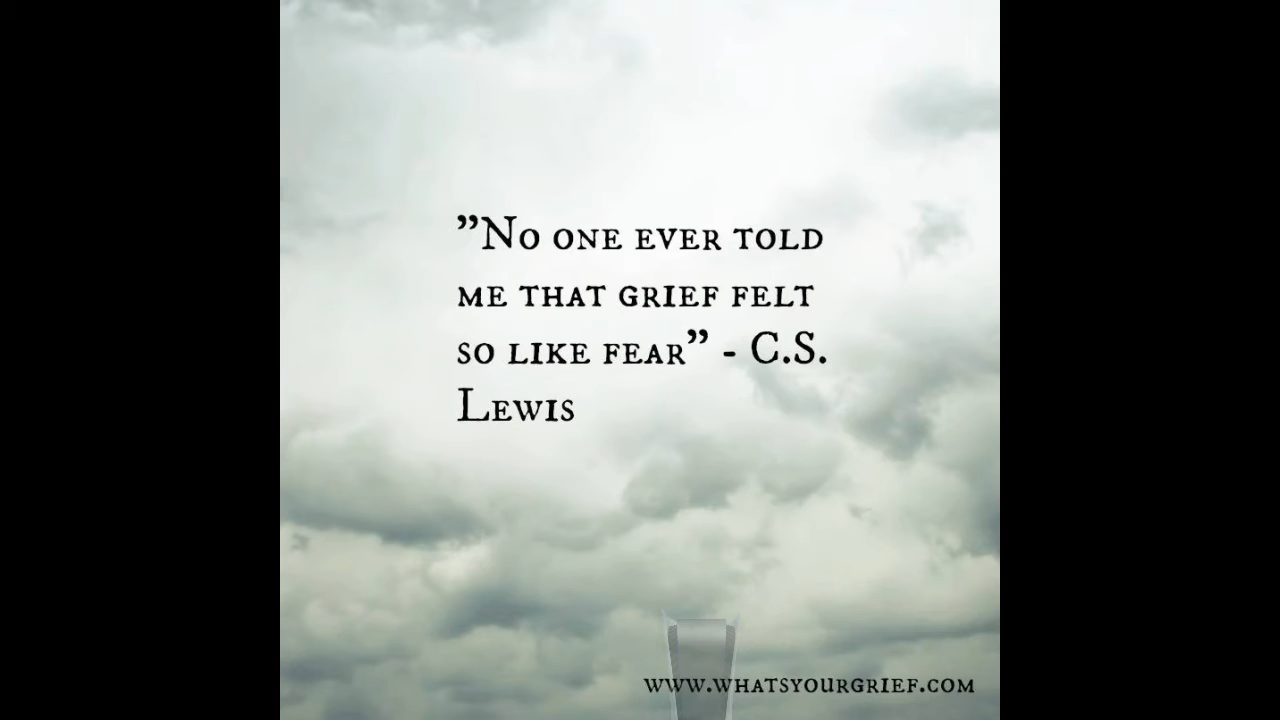 ”No one ever told
me that grief felt
so like fear” - C.S.
Lewis
www.whatsyourgrief.com